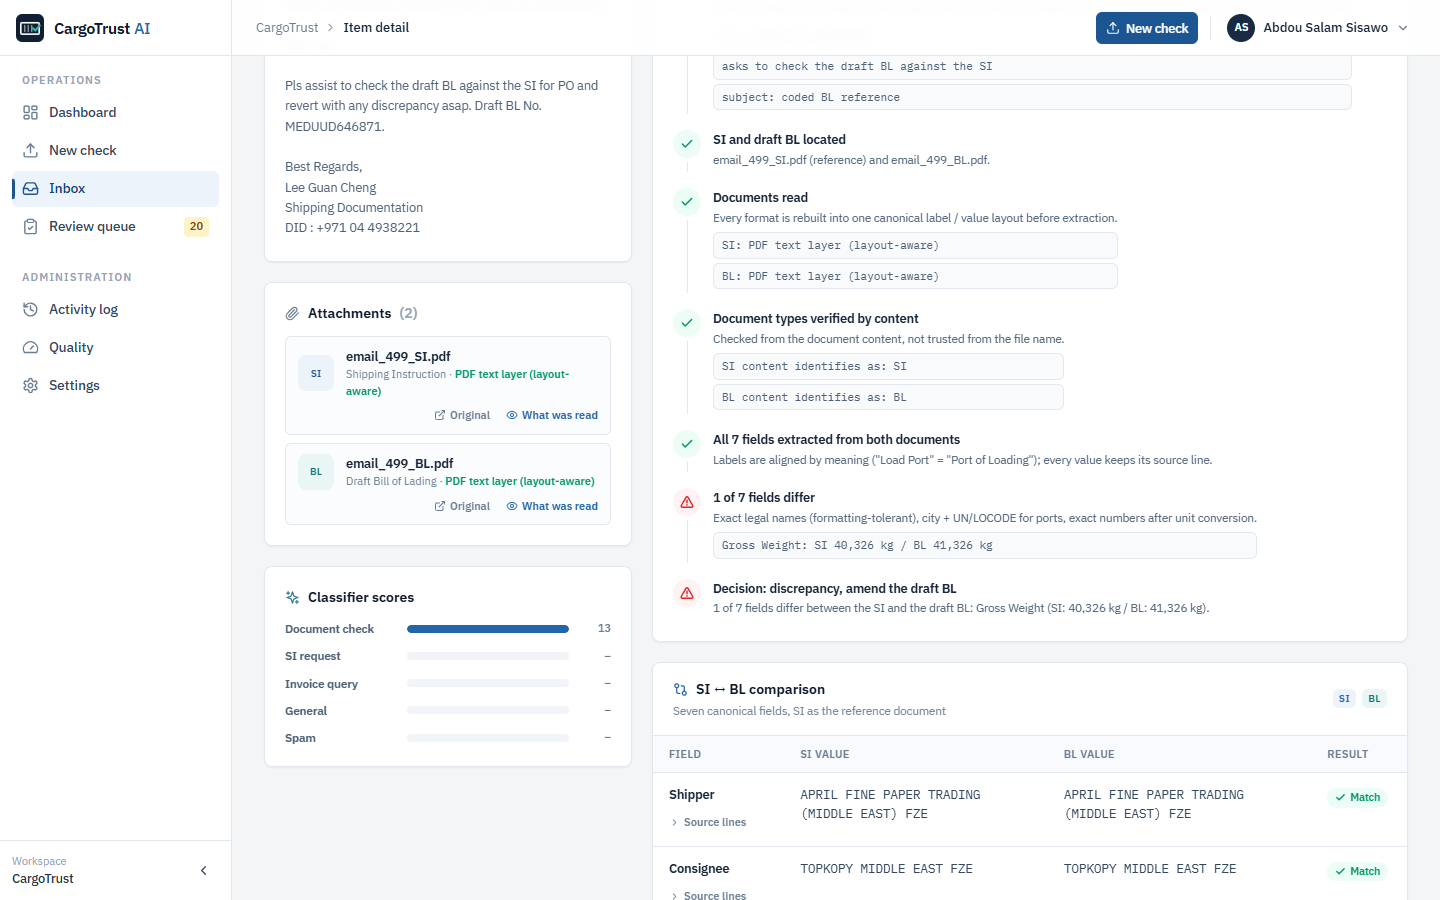 CargoTrust AI
OPERATIONS
Dashboard
New check
Inbox
Review queue
20
ADMINISTRATION
Activity log
Quality
Settings
Workspace
CargoTrust
CargoTrust > Item detail
New check
AS
Abdou Salam Sisawo
Pls assist to check the draft BL against the SI for PO and
revert with any discrepancy asap. Draft BL No.
MEDUUD646871.
Best Regards,
Lee Guan Cheng
Shipping Documentation
DID : +971 04 4938221
Attachments (2)
SI
email_499_SI.pdf
Shipping Instruction · PDF text layer (layout-
aware)
Original
What was read
BL
email_499_BL.pdf
Draft Bill of Lading · PDF text layer (layout-aware)
Original
What was read
Classifier scores
Document check 13
SI request –
Invoice query –
General –
Spam –
asks to check the draft BL against the SI
subject: coded BL reference
SI and draft BL located
email_499_SI.pdf (reference) and email_499_BL.pdf.
Documents read
Every format is rebuilt into one canonical label / value layout before extraction.
SI: PDF text layer (layout-aware)
BL: PDF text layer (layout-aware)
Document types verified by content
Checked from the document content, not trusted from the file name.
SI content identifies as: SI
BL content identifies as: BL
All 7 fields extracted from both documents
Labels are aligned by meaning ("Load Port" = "Port of Loading"); every value keeps its source line.
1 of 7 fields differ
Exact legal names (formatting-tolerant), city + UN/LOCODE for ports, exact numbers after unit conversion.
Gross Weight: SI 40,326 kg / BL 41,326 kg
Decision: discrepancy, amend the draft BL
1 of 7 fields differ between the SI and the draft BL: Gross Weight (SI: 40,326 kg / BL: 41,326 kg).
SI ↔ BL comparison
Seven canonical fields, SI as the reference document
SI
BL
FIELD SI VALUE BL VALUE RESULT
Shipper
APRIL FINE PAPER TRADING
(MIDDLE EAST) FZE
APRIL FINE PAPER TRADING
(MIDDLE EAST) FZE
Match
Source lines
Consignee
TOPKOPY MIDDLE EAST FZE
TOPKOPY MIDDLE EAST FZE
Match
Source lines